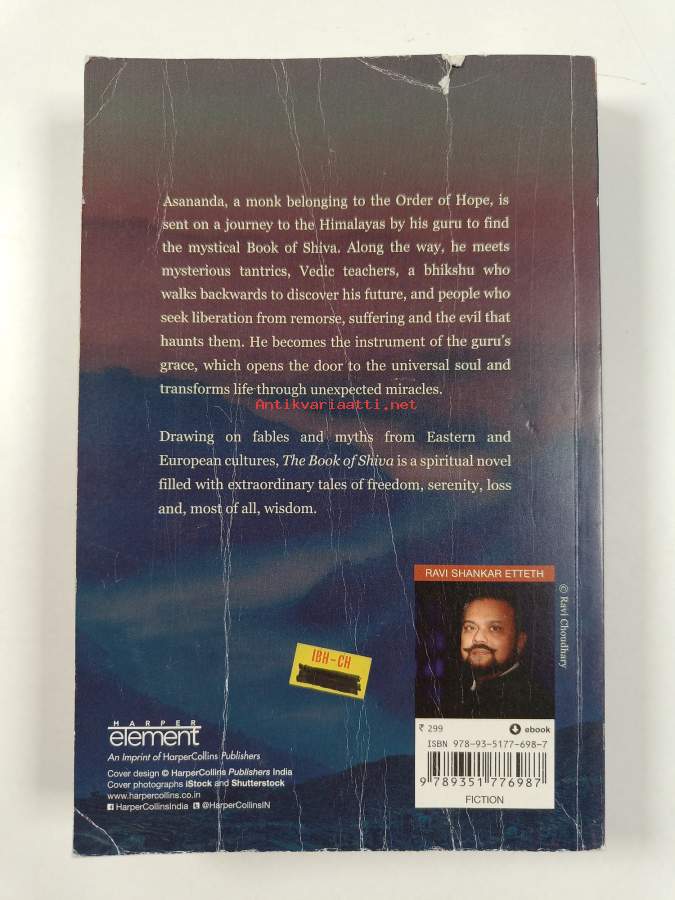 Asananda, a monk belonging to the Order of Hope, is
sent on a journey to the Himalayas by his guru to find
the mystical Book of Shiva. Along the way, he meets
mysterious tantrics, Vedic teachers, a bhikshu who
walks backwards to discover his future, and people who
seek liberation from remorse, suffering and the evil that
haunts them. He becomes the instrument of the guru's
grace, which opens the door to the universal soul and
transforms life through unexpected miracles.
Antikvariaatti.net
Drawing on fables and myths from Eastern and
European cultures, The Book of Shiva is a spiritual novel
filled with extraordinary tales of freedom, serenity, loss
and, most of all, wisdom.
RAVI SHANKAR ETTETH
© Ravi Choudhary
IBH-CH
HARPER
element
An Imprint of HarperCollins Publishers
Cover design © HarperCollins Publishers India
Cover photographs iStock and Shutterstock
www.harpercollins.co.in
HarperCollinsIndia @HarperCollinsIN
₹ 299 ebook
ISBN 978-93-5177-698-7
9 789351 776987
FICTION